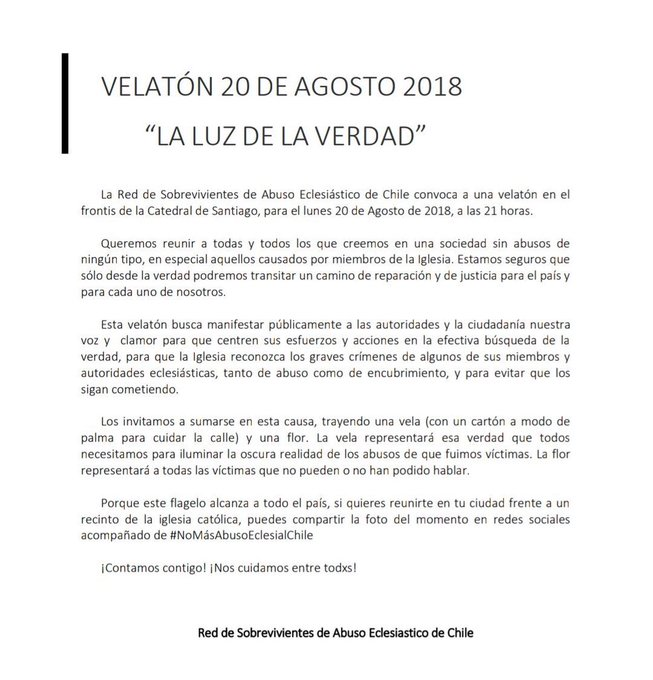 VELATÓN 20 DE AGOSTO 2018
“LA LUZ DE LA VERDAD”
La Red de Sobrevivientes de Abuso Eclesiástico de Chile convoca a una velatón en el
frontis de la Catedral de Santiago, para el lunes 20 de Agosto de 2018, a las 21 horas.
Queremos reunir a todas y todos los que creemos en una sociedad sin abusos de
ningún tipo, en especial aquellos causados por miembros de la Iglesia. Estamos seguros que
sólo desde la verdad podremos transitar un camino de reparación y de justicia para el país y
para cada uno de nosotros.
Esta velatón busca manifestar públicamente a las autoridades y la ciudadanía nuestra
voz y clamor para que centren sus esfuerzos y acciones en la efectiva búsqueda de la
verdad, para que la Iglesia reconozca los graves crímenes de algunos de sus miembros y
autoridades eclesiásticas, tanto de abuso como de encubrimiento, y para evitar que los
sigan cometiendo.
Los invitamos a sumarse en esta causa, trayendo una vela (con un cartón a modo de
palma para cuidar la calle) y una flor. La vela representará esa verdad que todos
necesitamos para iluminar la oscura realidad de los abusos de que fuimos víctimas. La flor
representará a todas las víctimas que no pueden o no han podido hablar.
Porque este flagelo alcanza a todo el país, si quieres reunirte en tu ciudad frente a un
recinto de la iglesia católica, puedes compartir la foto del momento en redes sociales
acompañado de #NoMásAbusoEclesialChile
¡Contamos contigo! ¡Nos cuidamos entre todxs!
Red de Sobrevivientes de Abuso Eclesiastico de Chile